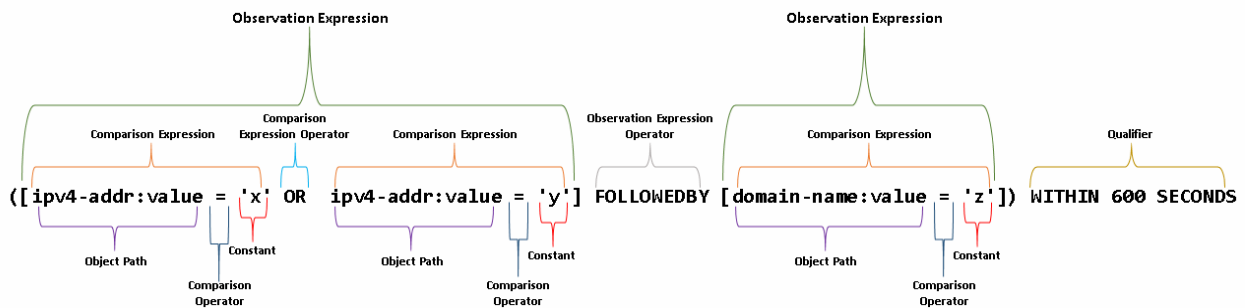 Observation Expression Observation Expression
Comparison
Expression Operator
Observation Expression
Operator
Comparison Expression Comparison Expression Comparison Expression Qualifier
([ipv4-addr:value = 'x' OR ipv4-addr:value = 'y'] FOLLOWEDBY [domain-name:value = 'z']) WITHIN 600 SECONDS
Constant Constant Constant
Object Path Object Path Object Path
Comparison
Operator
Comparison
Operator
Comparison
Operator